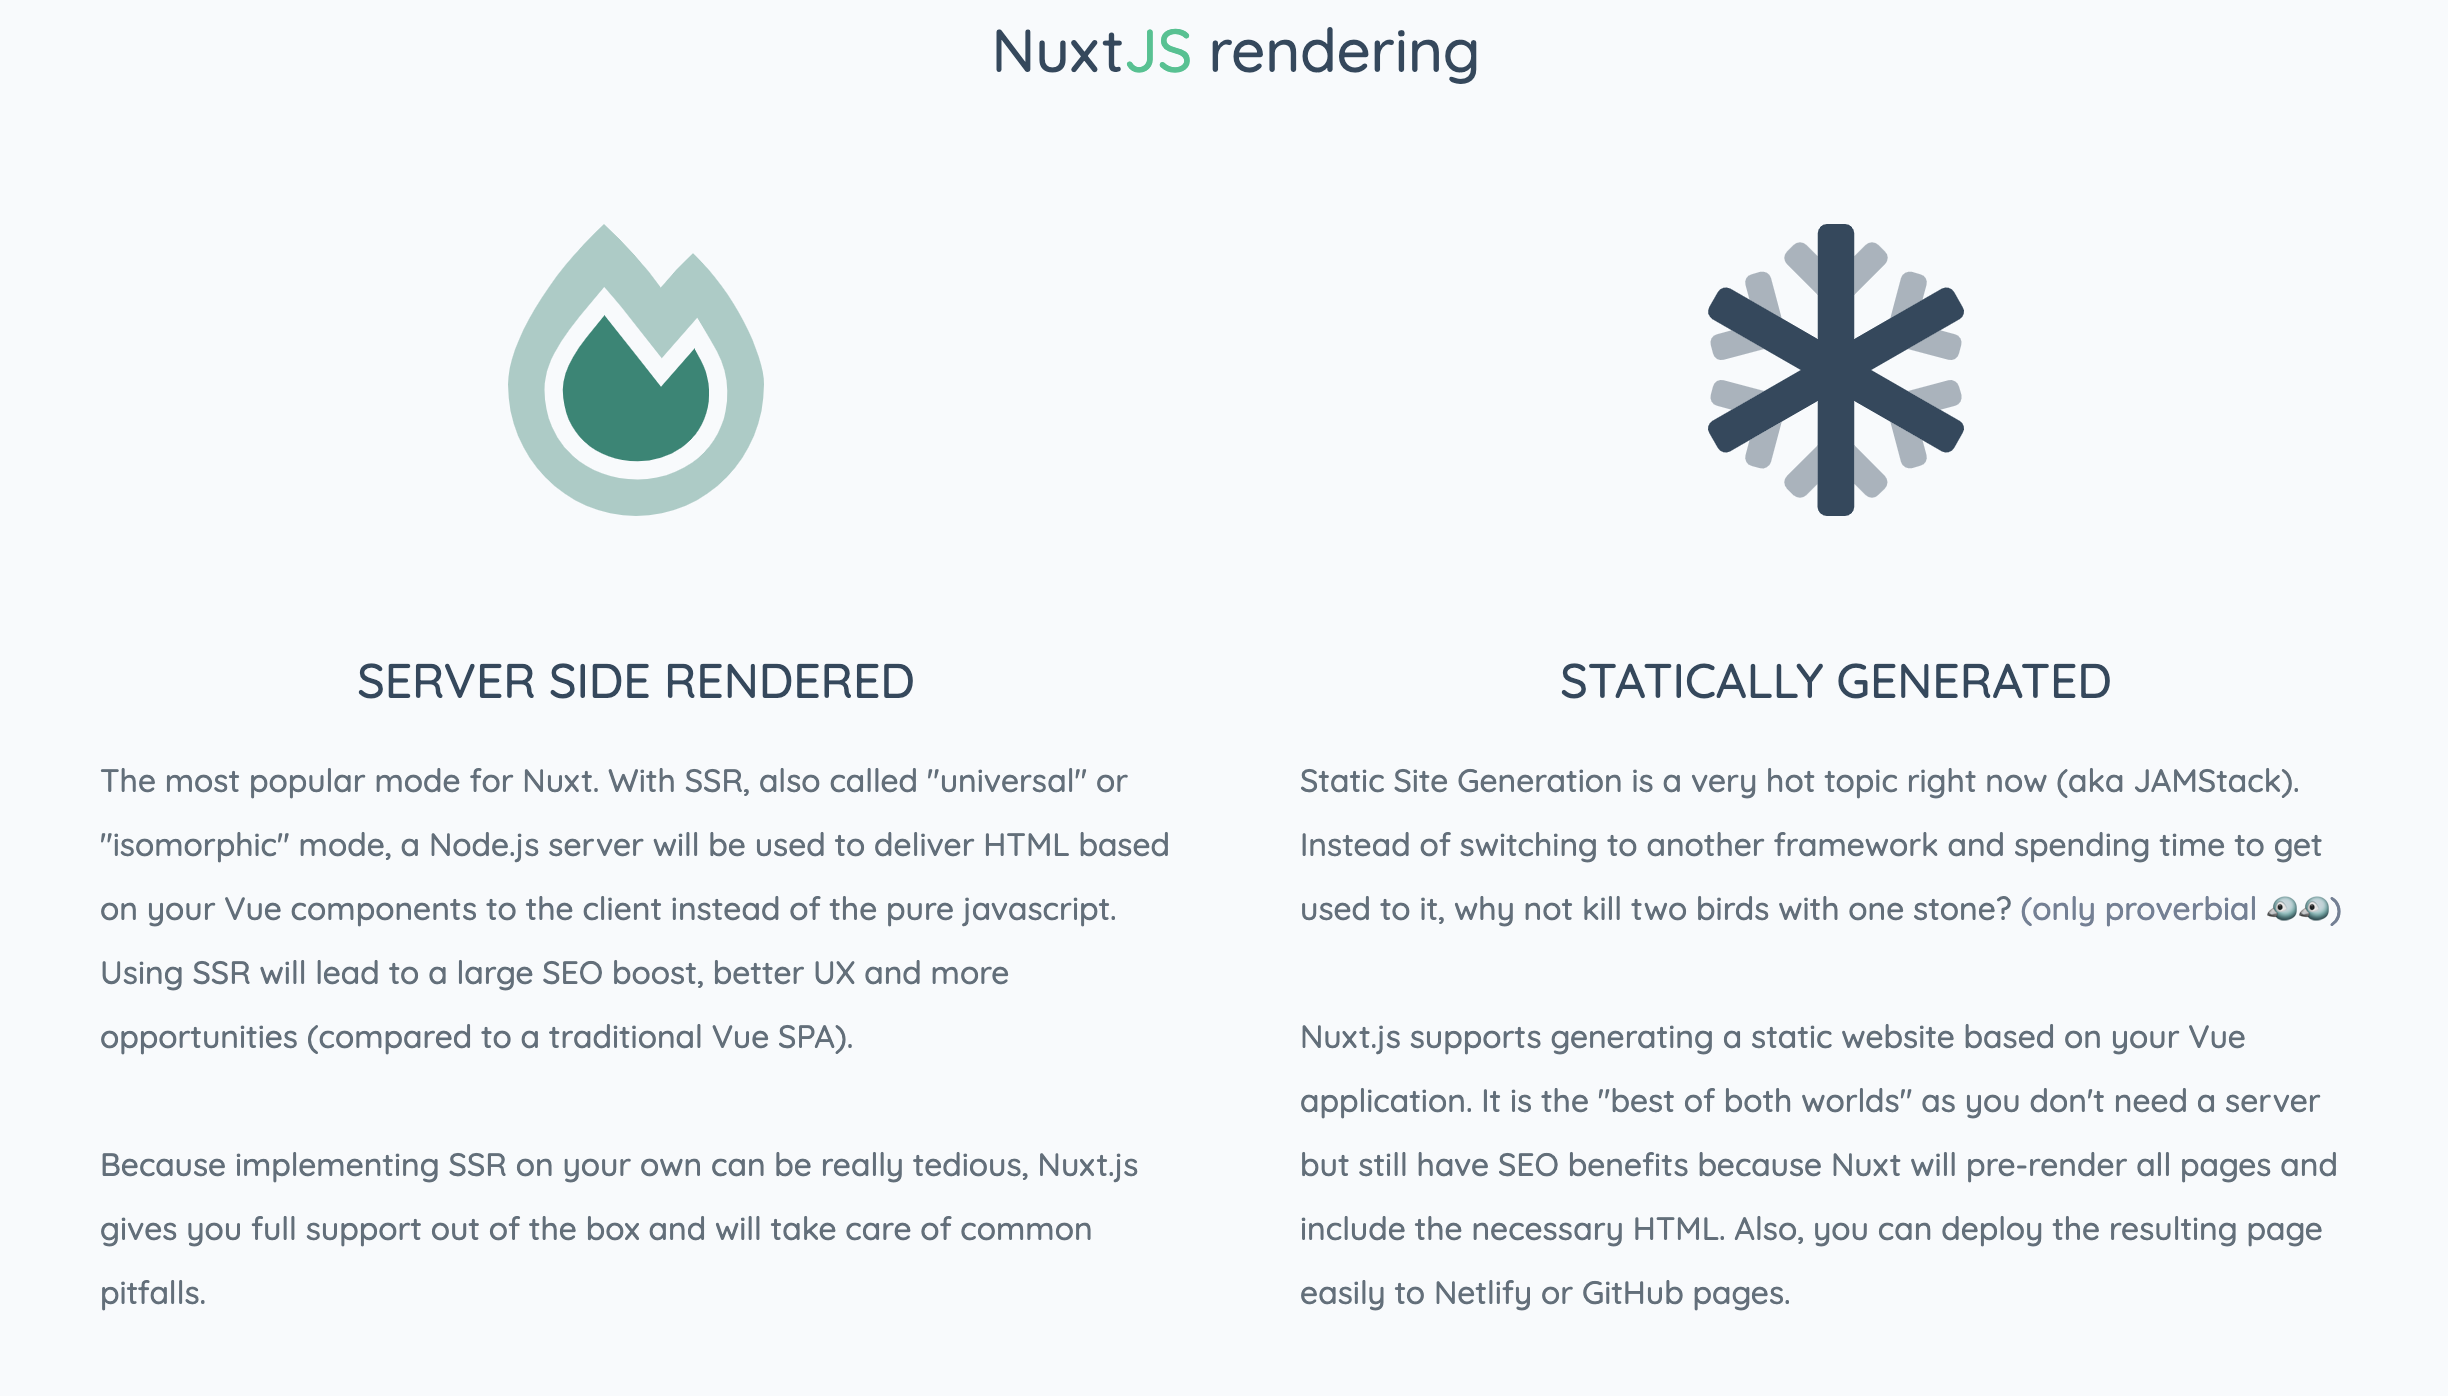 NuxtJS rendering
SERVER SIDE RENDERED
The most popular mode for Nuxt. With SSR, also called "universal" or
"isomorphic" mode, a Node.js server will be used to deliver HTML based
on your Vue components to the client instead of the pure javascript.
Using SSR will lead to a large SEO boost, better UX and more
opportunities (compared to a traditional Vue SPA).
Because implementing SSR on your own can be really tedious, Nuxt.js
gives you full support out of the box and will take care of common
pitfalls.
STATICALLY GENERATED
Static Site Generation is a very hot topic right now (aka JAMStack).
Instead of switching to another framework and spending time to get
used to it, why not kill two birds with one stone? (only proverbial 🐦🐦)
Nuxt.js supports generating a static website based on your Vue
application. It is the "best of both worlds" as you don't need a server
but still have SEO benefits because Nuxt will pre-render all pages and
include the necessary HTML. Also, you can deploy the resulting page
easily to Netlify or GitHub pages.